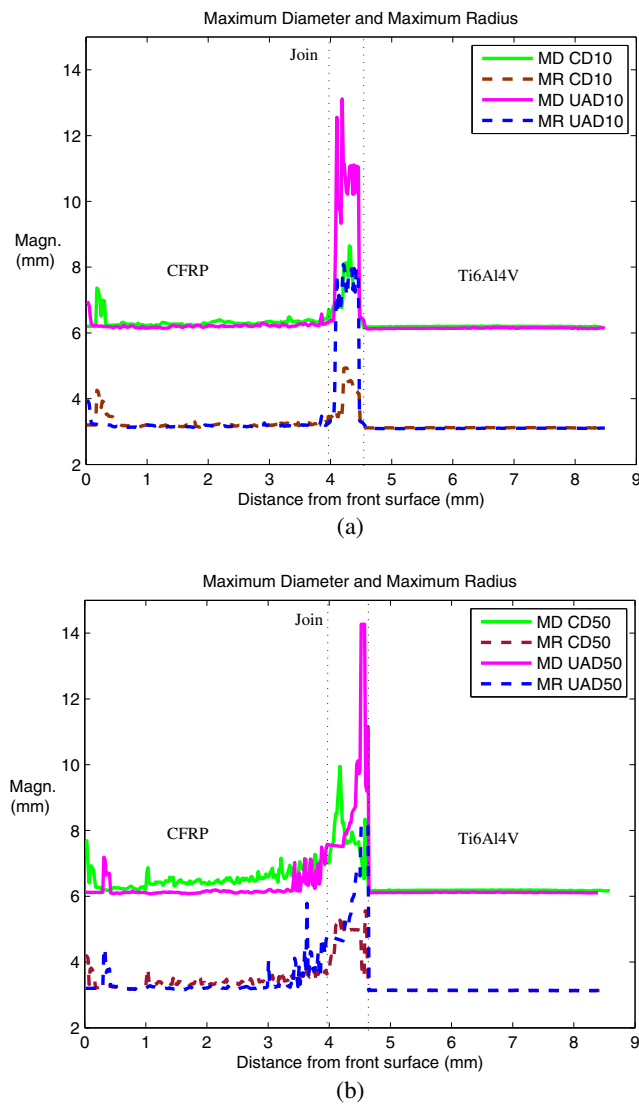 Maximum Diameter and Maximum Radius
Join
MD CD10
MR CD10
MD UAD10
MR UAD10
14
12
10
8
6
4
2
Magn.
(mm)
CFRP
Ti6Al4V
0 1 2 3 4 5 6 7 8 9
Distance from front surface (mm)
(a)
Maximum Diameter and Maximum Radius
Join
MD CD50
MR CD50
MD UAD50
MR UAD50
14
12
10
8
6
4
2
Magn.
(mm)
CFRP
Ti6Al4V
0 1 2 3 4 5 6 7 8 9
Distance from front surface (mm)
(b)